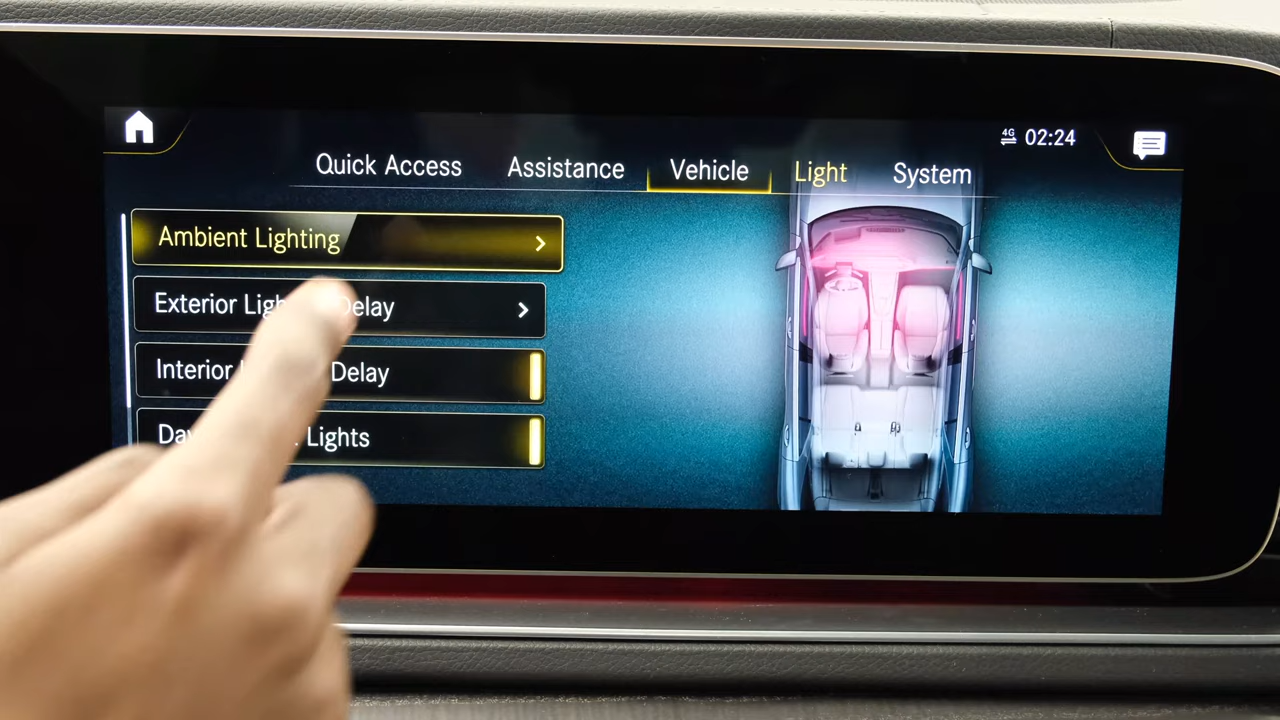 4G 02:24
Quick Access Assistance Vehicle Light System
Ambient Lighting
Exterior Delay
Interior Delay
Lights